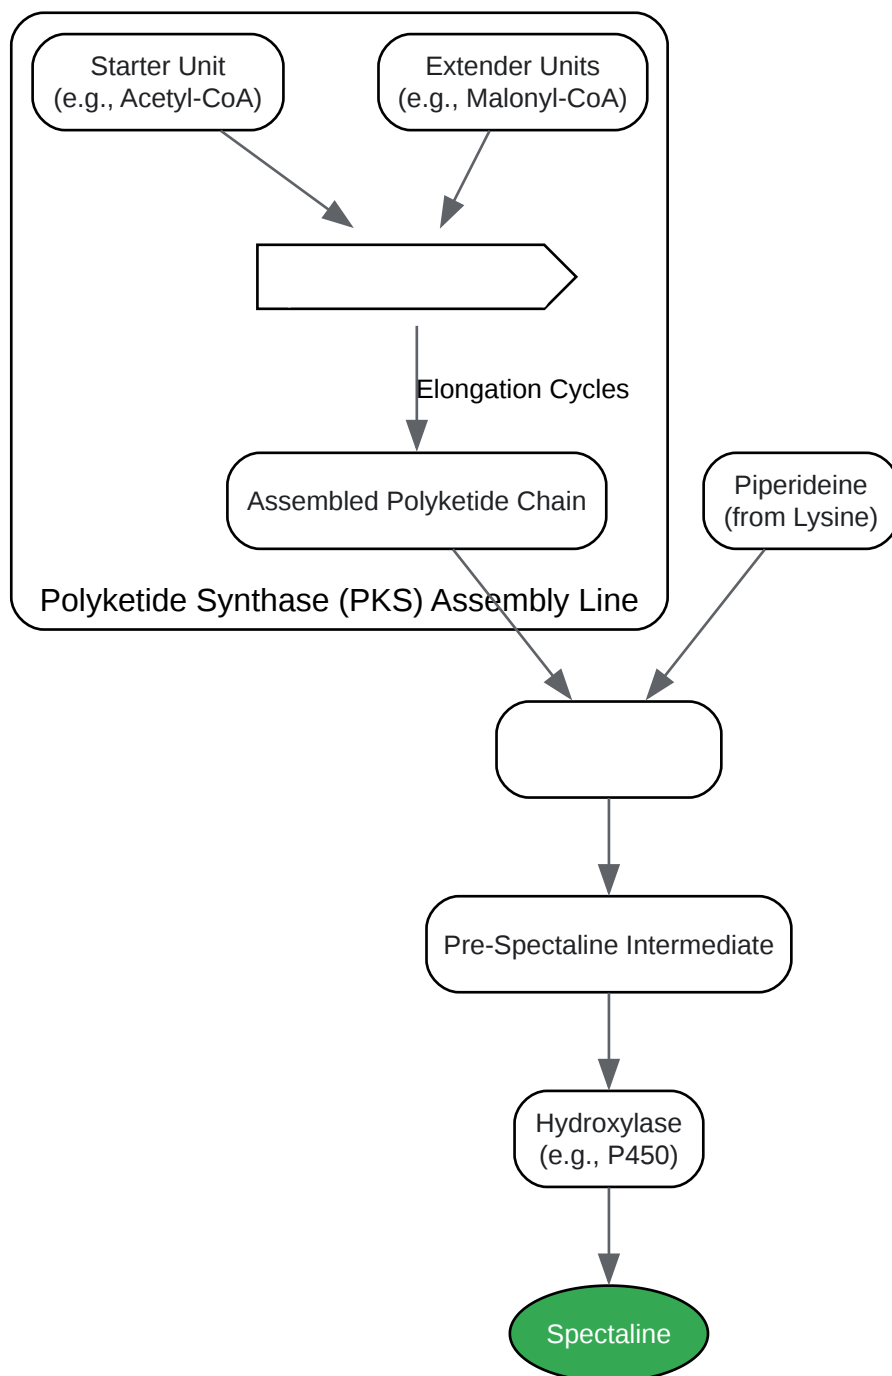 Starter Unit
(e.g., Acetyl-CoA)
Extender Units
(e.g., Malonyl-CoA)
Elongation Cycles
Assembled Polyketide Chain
Piperideine
(from Lysine)
Polyketide Synthase (PKS) Assembly Line
Pre-Spectaline Intermediate
Hydroxylase
(e.g., P450)
Spectaline